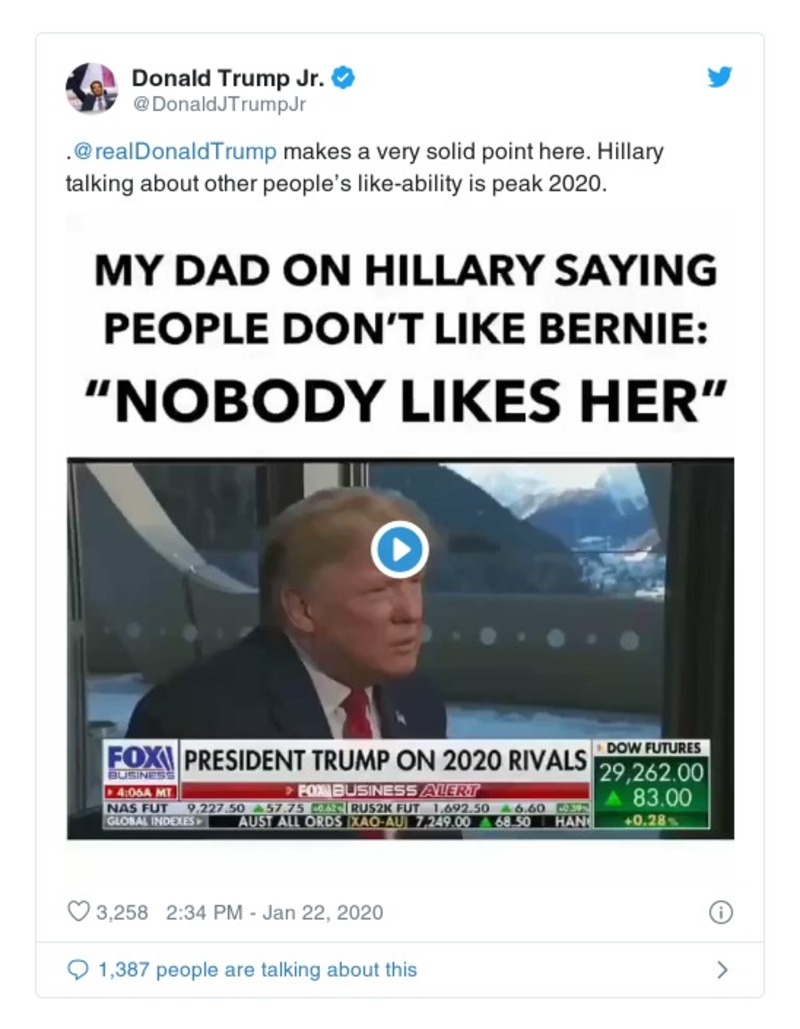 Donald Trump Jr.
@DonaldJTrumpJr
.@realDonaldTrump makes a very solid point here. Hillary
talking about other people's like-ability is peak 2020.
MY DAD ON HILLARY SAYING
PEOPLE DON'T LIKE BERNIE:
"NOBODY LIKES HER"
FOX
BUSINESS
4:06A MT
PRESIDENT TRUMP ON 2020 RIVALS
FOX BUSINESS ALERT
NAS FUT 9,227.50 ▲57.75 +0.62% RUS2K FUT 1,692.50 ▲6.60 +0.39%
GLOBAL INDEXES AUST ALL ORDS (XAO-AU) 7,249.00 ▲68.50 HAN
DOW FUTURES
29,262.00
▲ 83.00
+0.28%
3,258 2:34 PM - Jan 22, 2020
1,387 people are talking about this